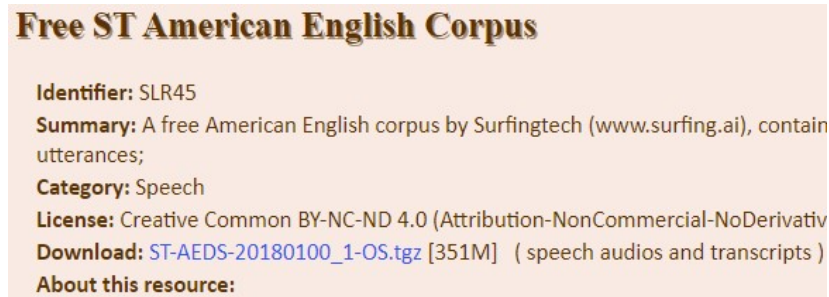 Free ST American English Corpus
Identifier: SLR45
Summary: A free American English corpus by Surfingtech (www.surfing.ai), contain
utterances;
Category: Speech
License: Creative Common BY-NC-ND 4.0 (Attribution-NonCommercial-NoDerivativ
Download: ST-AEDS-20180100_1-OS.tgz [351M] ( speech audios and transcripts )
About this resource: